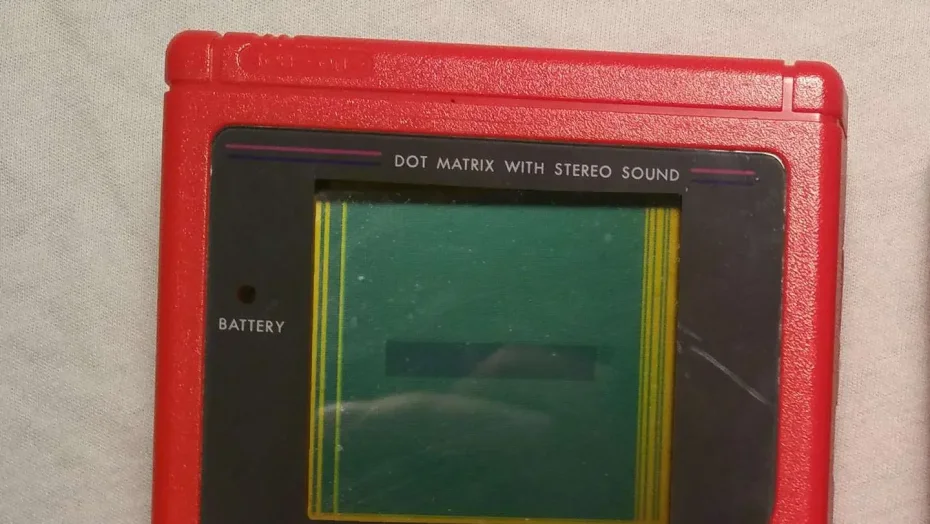 DOT MATRIX WITH STEREO SOUND
BATTERY